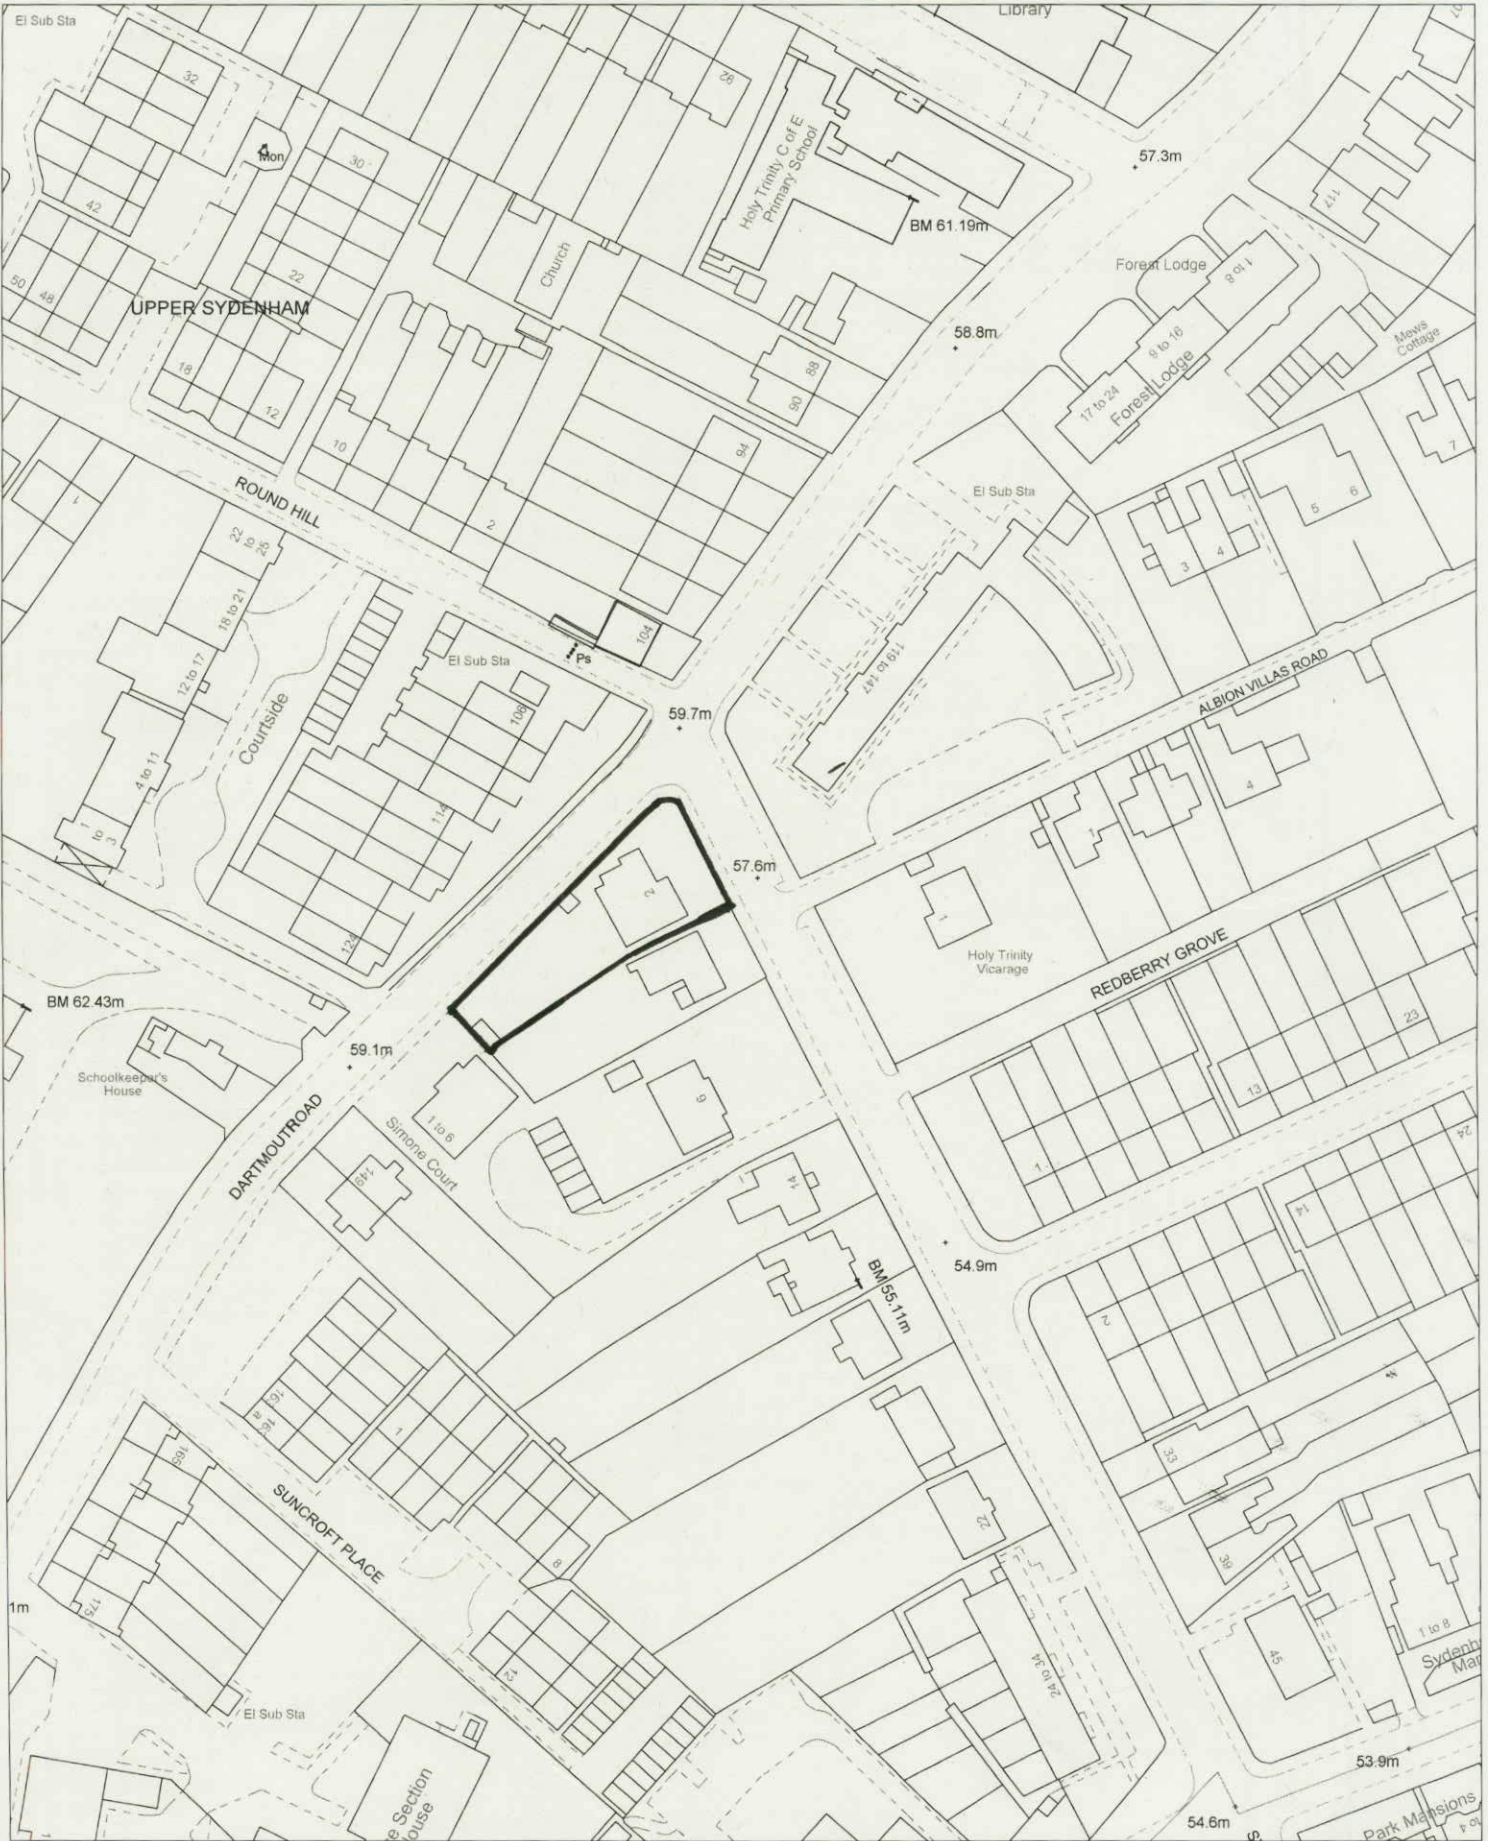 El Sub Sta
Library
32
92
Mon
30
Holy Trinity C of E
Primary School
57.3m
117
42
BM 61.19m
Church
Forest Lodge
1 to 8
50
48
22
UPPER SYDENHAM
58.8m
9 to 16
Mews
Cottage
18
12
88
90
17 to 24
Forest Lodge
10
94
7
1
ROUND HILL
2
El Sub Sta
5
6
3
4
22
to
25
18 to 21
104
Ps
El Sub Sta
12 to 17
119 to 147
ALBION VILLAS ROAD
106
59.7m
Courtside
4 to 11
4
114
1
to
3
57.6m
2
1
124
Holy Trinity
Vicarage
REDBERRY GROVE
BM 62.43m
23
59.1m
Schoolkeeper's
House
13
9
DARTMOUTROAD
1 to 6
Simone Court
1
24
149
14
14
54.9m
BM 55.11m
2
161
163
1
165
33
SUNCROFT PLACE
22
8
39
1m
175
1 to 8
45
12
24 to 34
El Sub Sta
53.9m
e Section
ouse
54.6m
Park Mansions